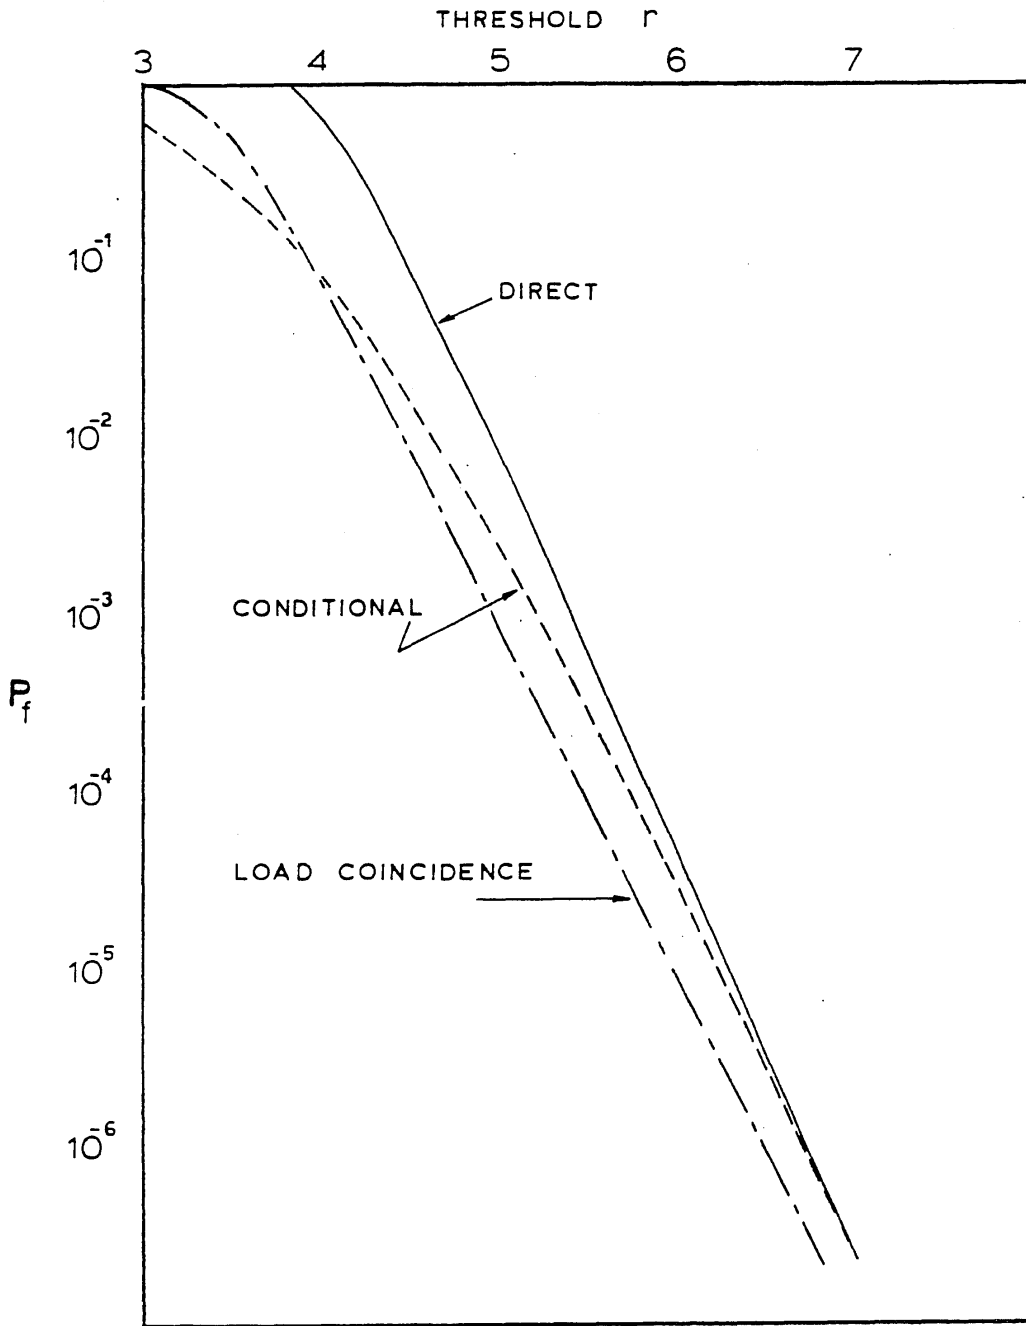 THRESHOLD r
3 4 5 6 7
10⁻¹
DIRECT
10⁻²
CONDITIONAL
10⁻³
P_f
10⁻⁴
LOAD COINCIDENCE
10⁻⁵
10⁻⁶